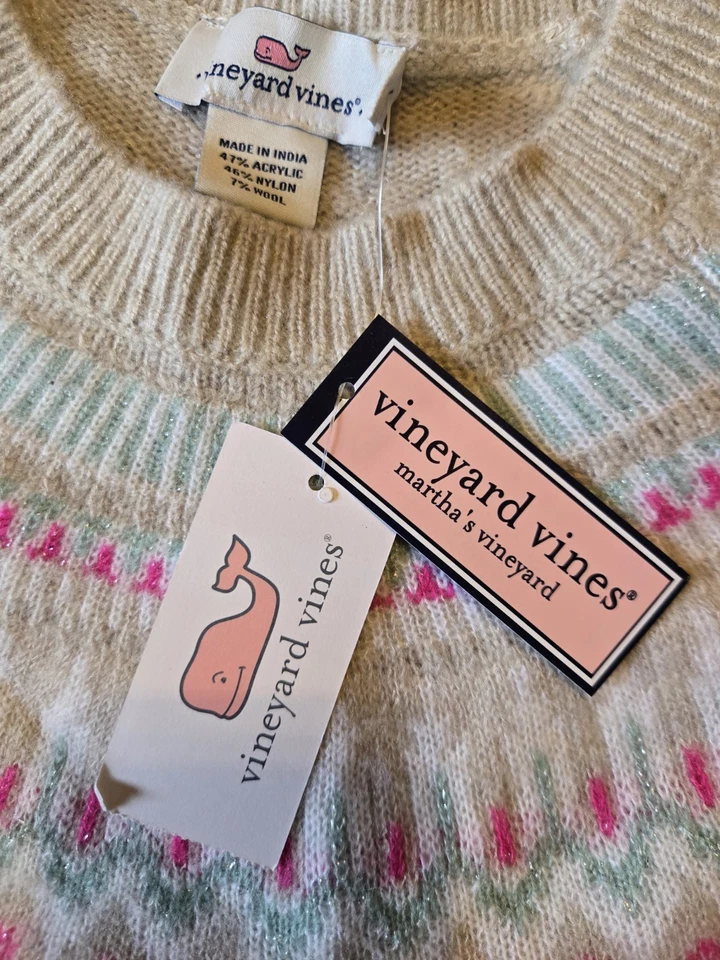 vineyard vines®
MADE IN INDIA
47% ACRYLIC
46% NYLON
7% WOOL
vineyard vines®
martha's vineyard
vineyard vines®